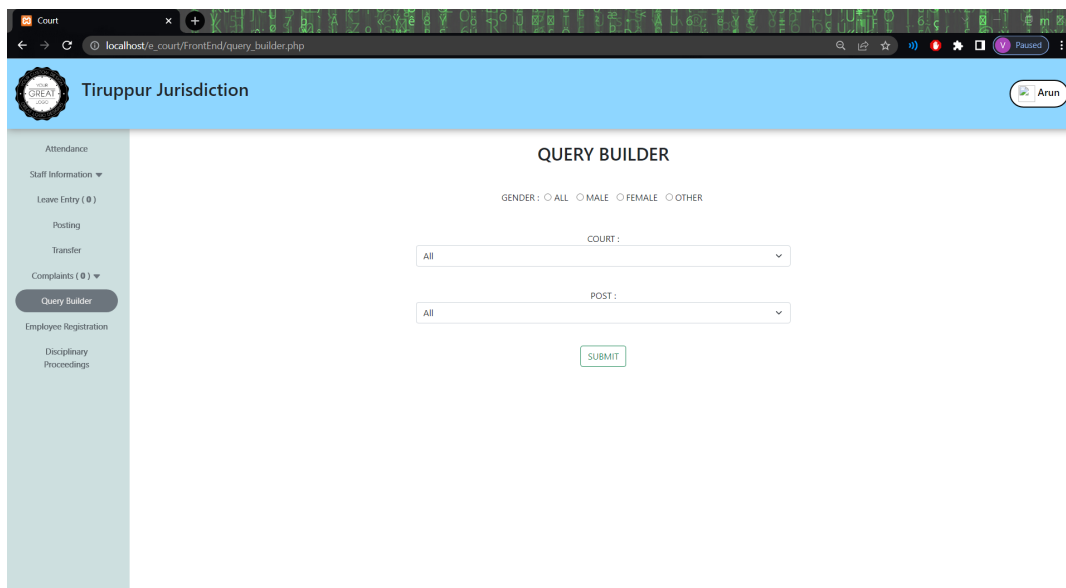 Court
localhost/e_court/FrontEnd/query_builder.php
V Paused
YOUR
GREAT
LOGO
Tiruppur Jurisdiction
Arun
Attendance
Staff Information
Leave Entry ( 0 )
Posting
Transfer
Complaints ( 0 )
Query Builder
Employee Registration
Disciplinary
Proceedings
QUERY BUILDER
GENDER : ALL MALE FEMALE OTHER
COURT :
All
POST :
All
SUBMIT